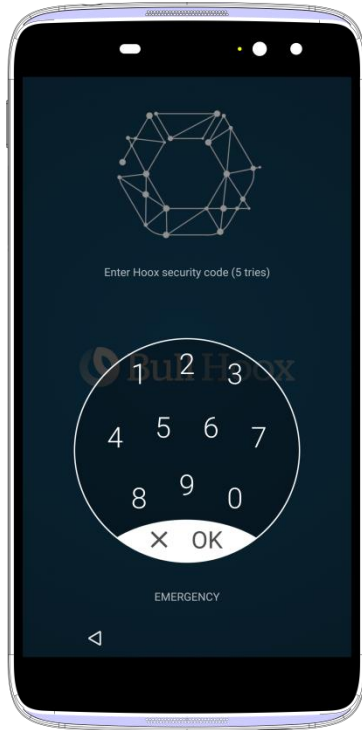 Enter Hoox security code (5 tries)
Bull Hoox
1 2 3
4 5 6 7
8 9 0
× OK
EMERGENCY